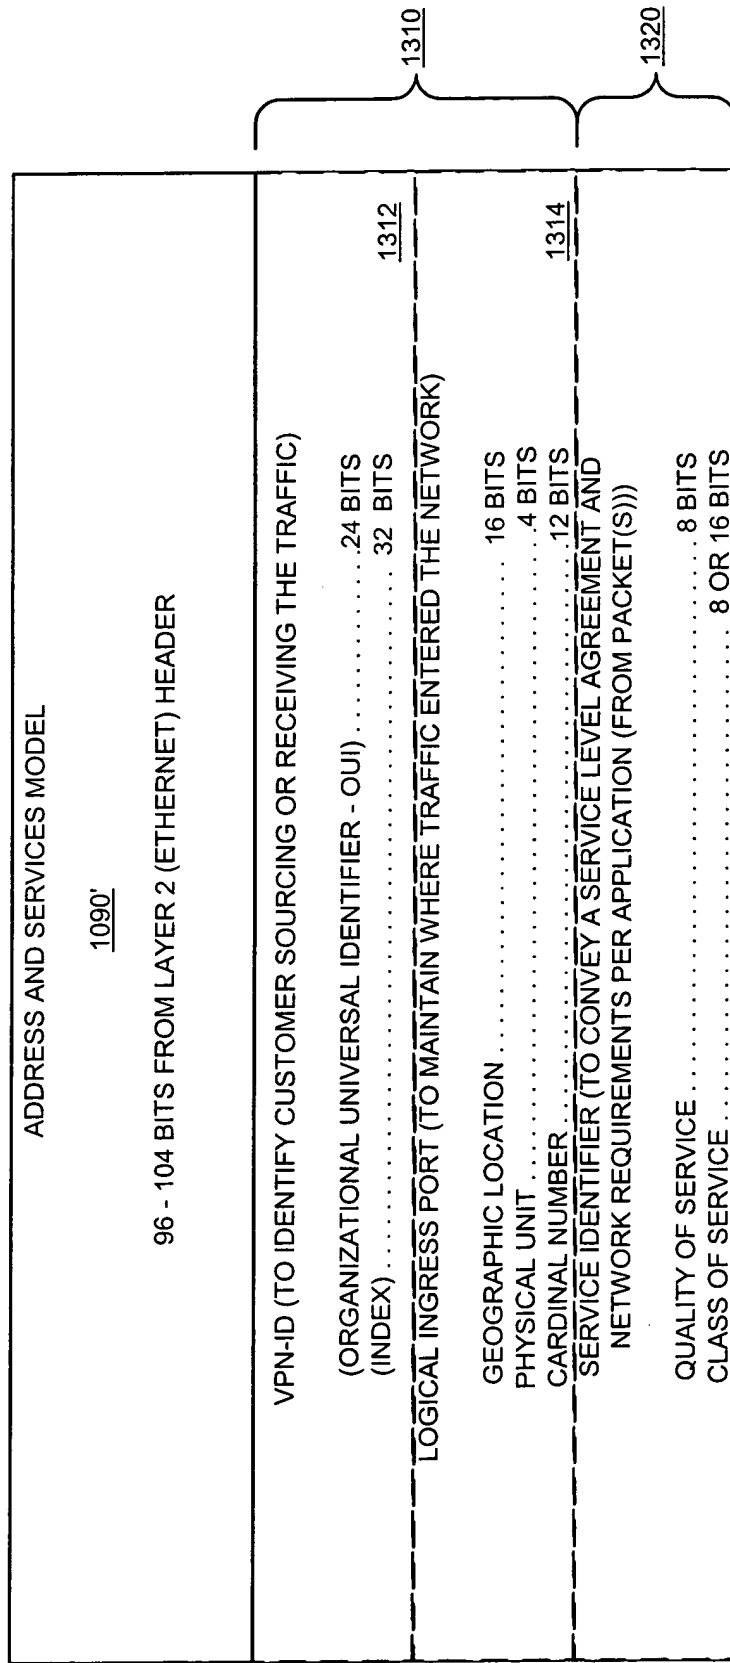 ADDRESS AND SERVICES MODEL
1090'
96 - 104 BITS FROM LAYER 2 (ETHERNET) HEADER
VPN-ID (TO IDENTIFY CUSTOMER SOURCING OR RECEIVING THE TRAFFIC)
(ORGANIZATIONAL UNIVERSAL IDENTIFIER - OUI) . . . . . . . . . . . 24 BITS
(INDEX) . . . . . . . . . . . . . . . . . . . . . . . . . . . . . . . . 32 BITS
1312
LOGICAL INGRESS PORT (TO MAINTAIN WHERE TRAFFIC ENTERED THE NETWORK)
1310
GEOGRAPHIC LOCATION . . . . . . . . . . . . . . . . . . . . . . . . 16 BITS
PHYSICAL UNIT . . . . . . . . . . . . . . . . . . . . . . . . . . . . . 4 BITS
CARDINAL NUMBER . . . . . . . . . . . . . . . . . . . . . . . . . . 12 BITS
1314
SERVICE IDENTIFIER (TO CONVEY A SERVICE LEVEL AGREEMENT AND
NETWORK REQUIREMENTS PER APPLICATION (FROM PACKET(S)))
1320
QUALITY OF SERVICE . . . . . . . . . . . . . . . . . . . . . . . . . . 8 BITS
CLASS OF SERVICE . . . . . . . . . . . . . . . . . . . . . . . 8 OR 16 BITS